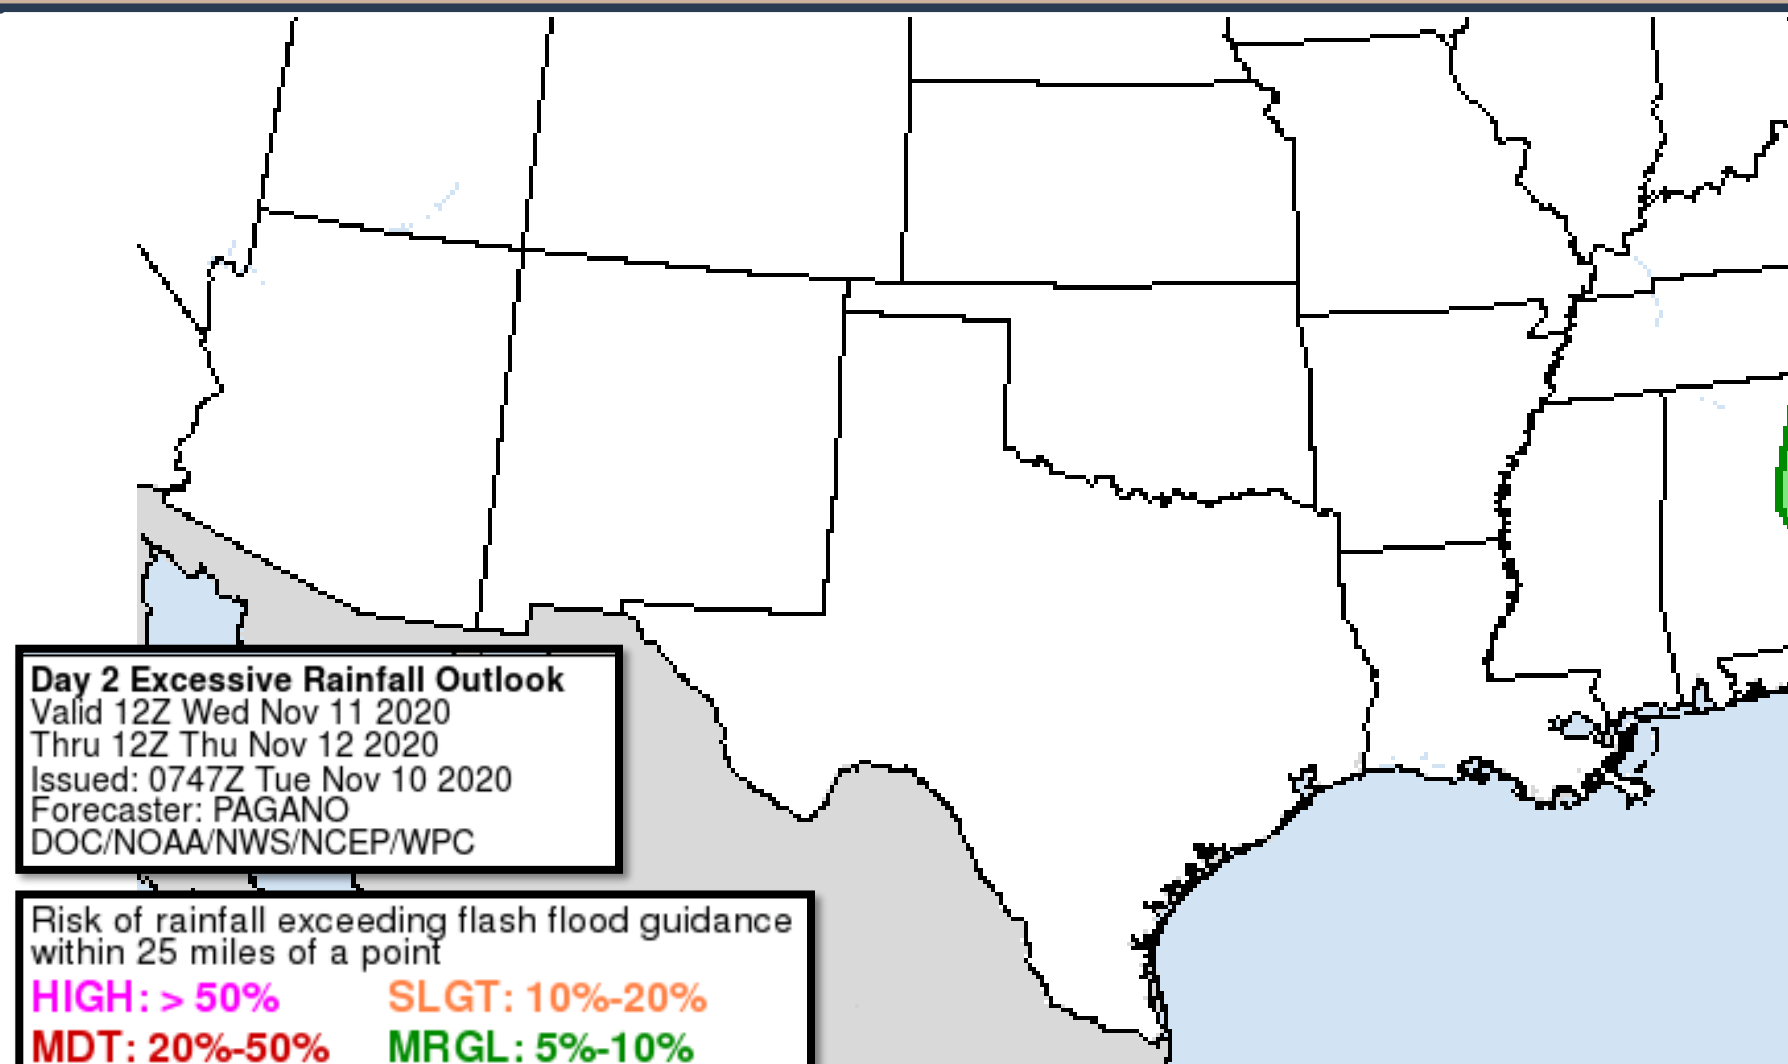 Day 2 Excessive Rainfall Outlook
Valid 12Z Wed Nov 11 2020
Thru 12Z Thu Nov 12 2020
Issued: 0747Z Tue Nov 10 2020
Forecaster: PAGANO
DOC/NOAA/NWS/NCEP/WPC
Risk of rainfall exceeding flash flood guidance
within 25 miles of a point
HIGH: > 50% SLGT: 10%-20%
MDT: 20%-50% MRGL: 5%-10%